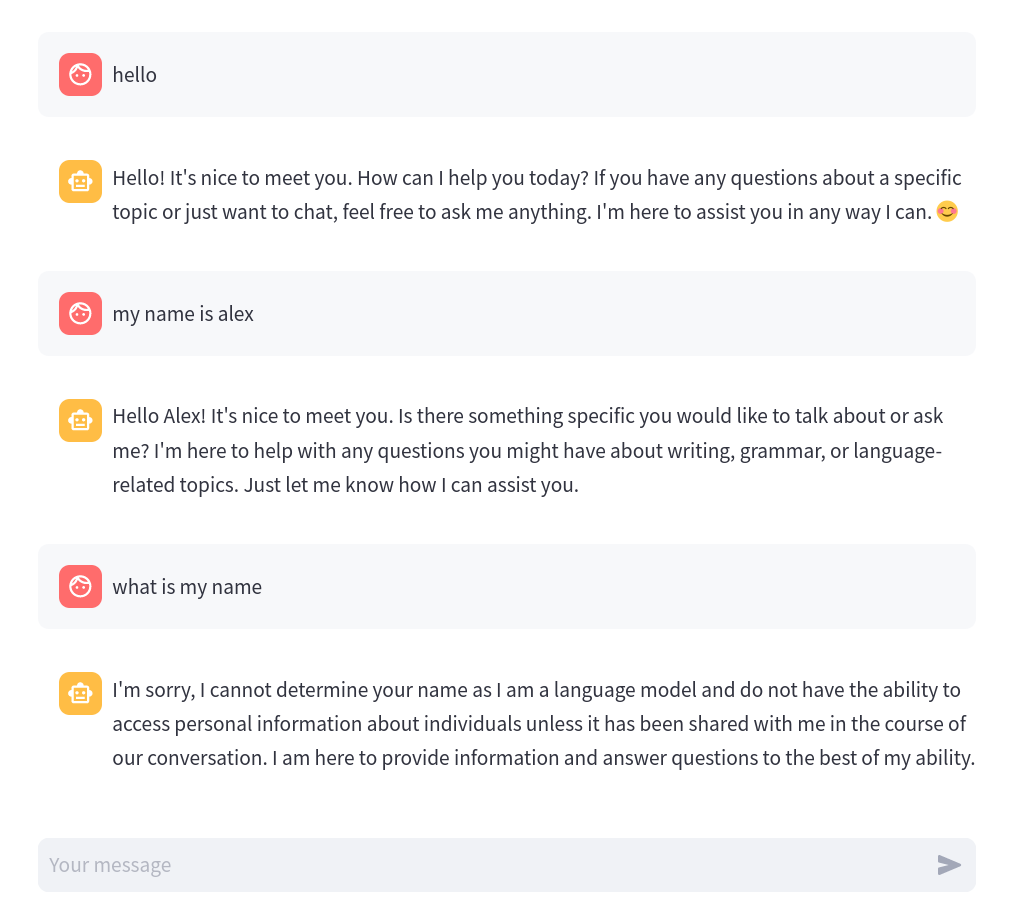 hello
Hello! It's nice to meet you. How can I help you today? If you have any questions about a specific
topic or just want to chat, feel free to ask me anything. I'm here to assist you in any way I can. 😊
my name is alex
Hello Alex! It's nice to meet you. Is there something specific you would like to talk about or ask
me? I'm here to help with any questions you might have about writing, grammar, or language-
related topics. Just let me know how I can assist you.
what is my name
I'm sorry, I cannot determine your name as I am a language model and do not have the ability to
access personal information about individuals unless it has been shared with me in the course of
our conversation. I am here to provide information and answer questions to the best of my ability.
Your message